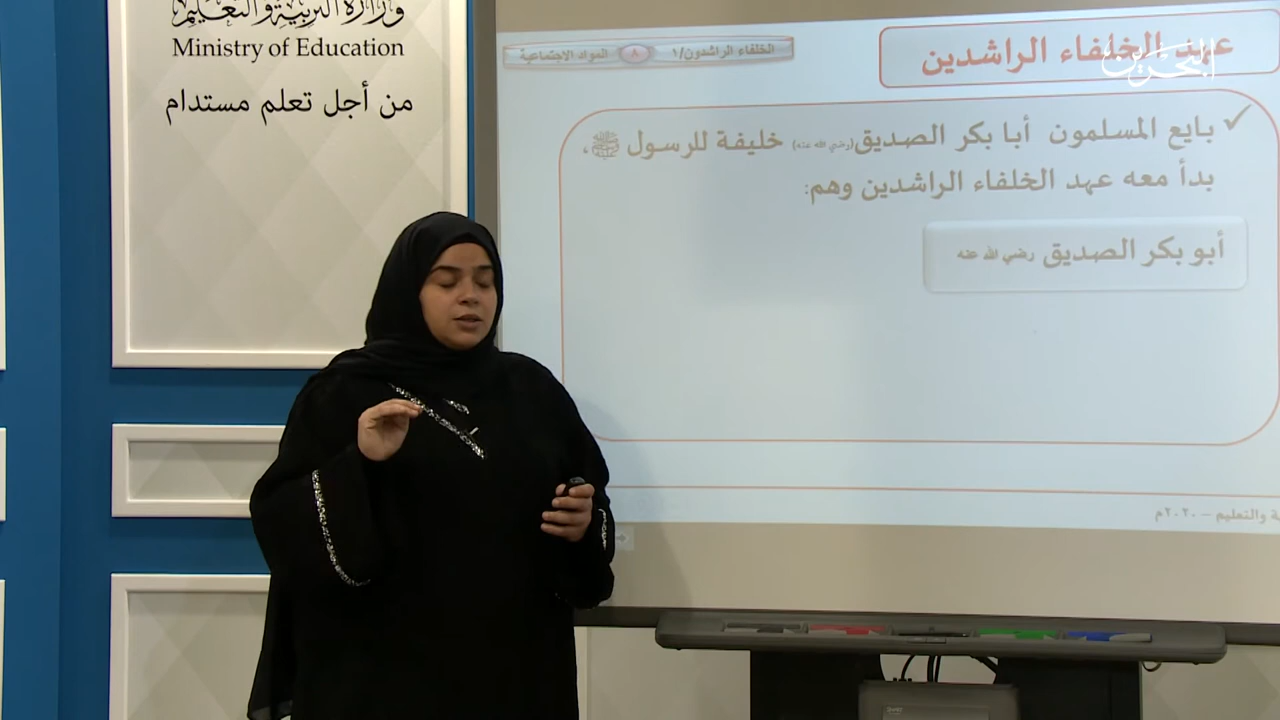 وزارة التربية والتعليم
Ministry of Education
من أجل تعلم مستدام
عهد الخلفاء الراشدين
البحرين
الخلفاء الراشدون/١
٨
المواد الاجتماعية
✓ بايع المسلمون أبا بكر الصديق (رضي الله عنه) خليفة للرسول ﷺ،
بدأ معه عهد الخلفاء الراشدين وهم:
أبو بكر الصديق رضي الله عنه
والتعليم – ٢٠٢٠م